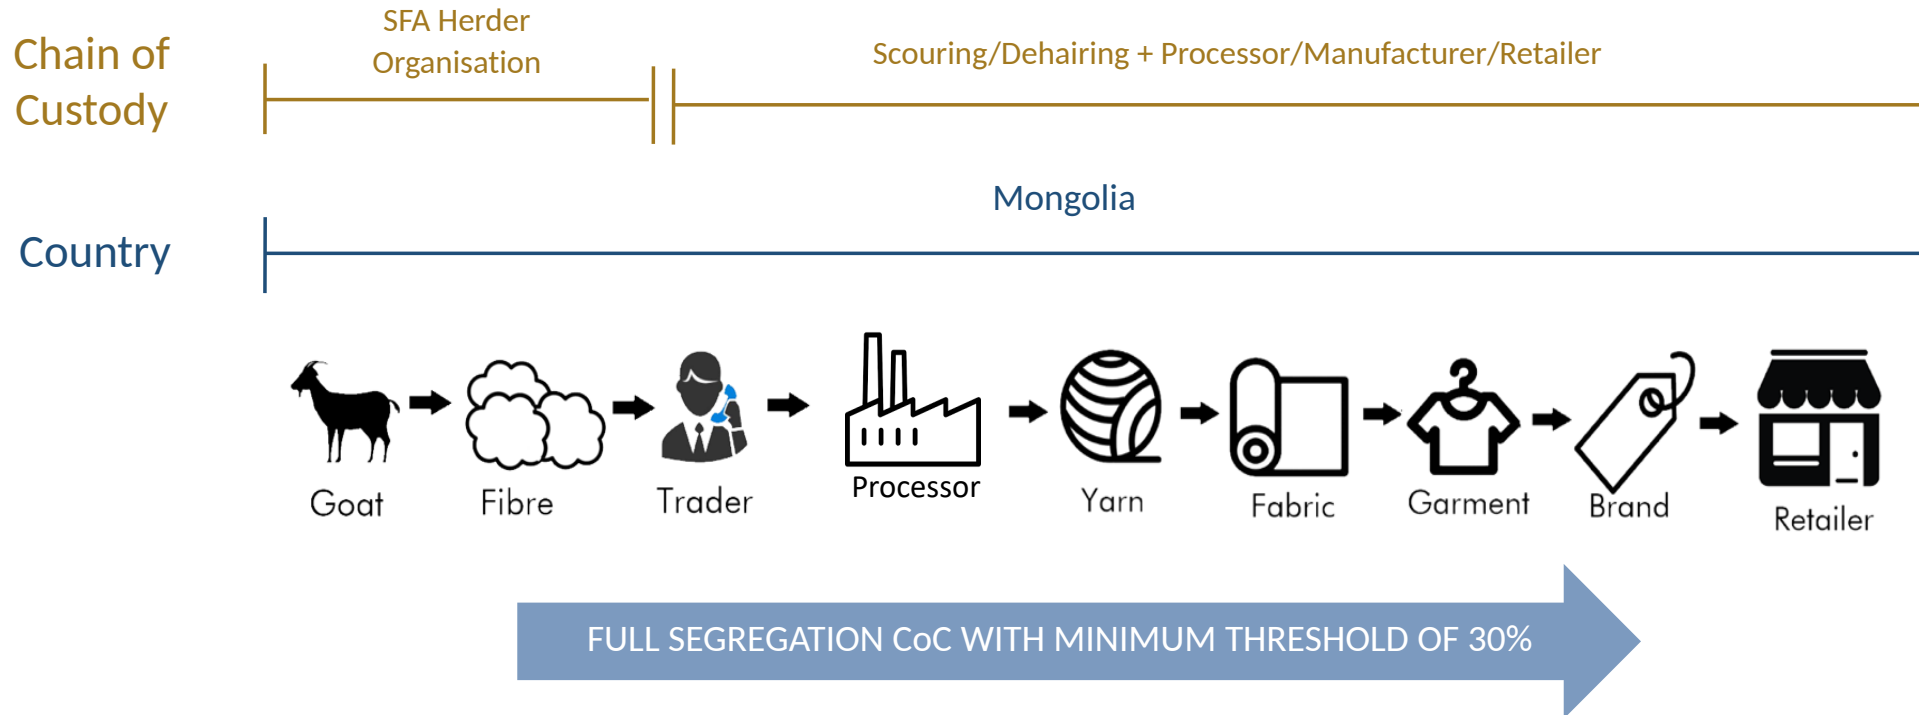 Chain of
Custody
SFA Herder
Organisation
Scouring/Dehairing + Processor/Manufacturer/Retailer
Country
Mongolia
Goat
Fibre
Trader
Processor
Yarn
Fabric
Garment
Brand
Retailer
FULL SEGREGATION CoC WITH MINIMUM THRESHOLD OF 30%